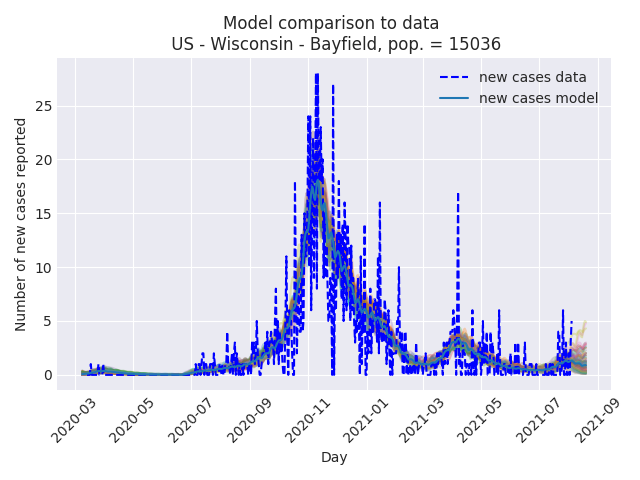 Model comparison to data
US - Wisconsin - Bayfield, pop. = 15036
new cases data
new cases model
Number of new cases reported
25
20
15
10
5
0
2020-03
2020-05
2020-07
2020-09
2020-11
2021-01
2021-03
2021-05
2021-07
2021-09
Day